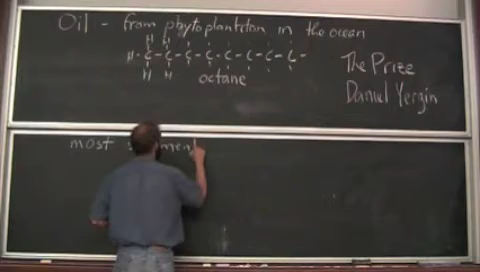 Oil - from phytoplankton in the ocean
H H
H-C-C-C-C-C-C-C-C-
H H
octane
The Prize
Daniel Yergin
most